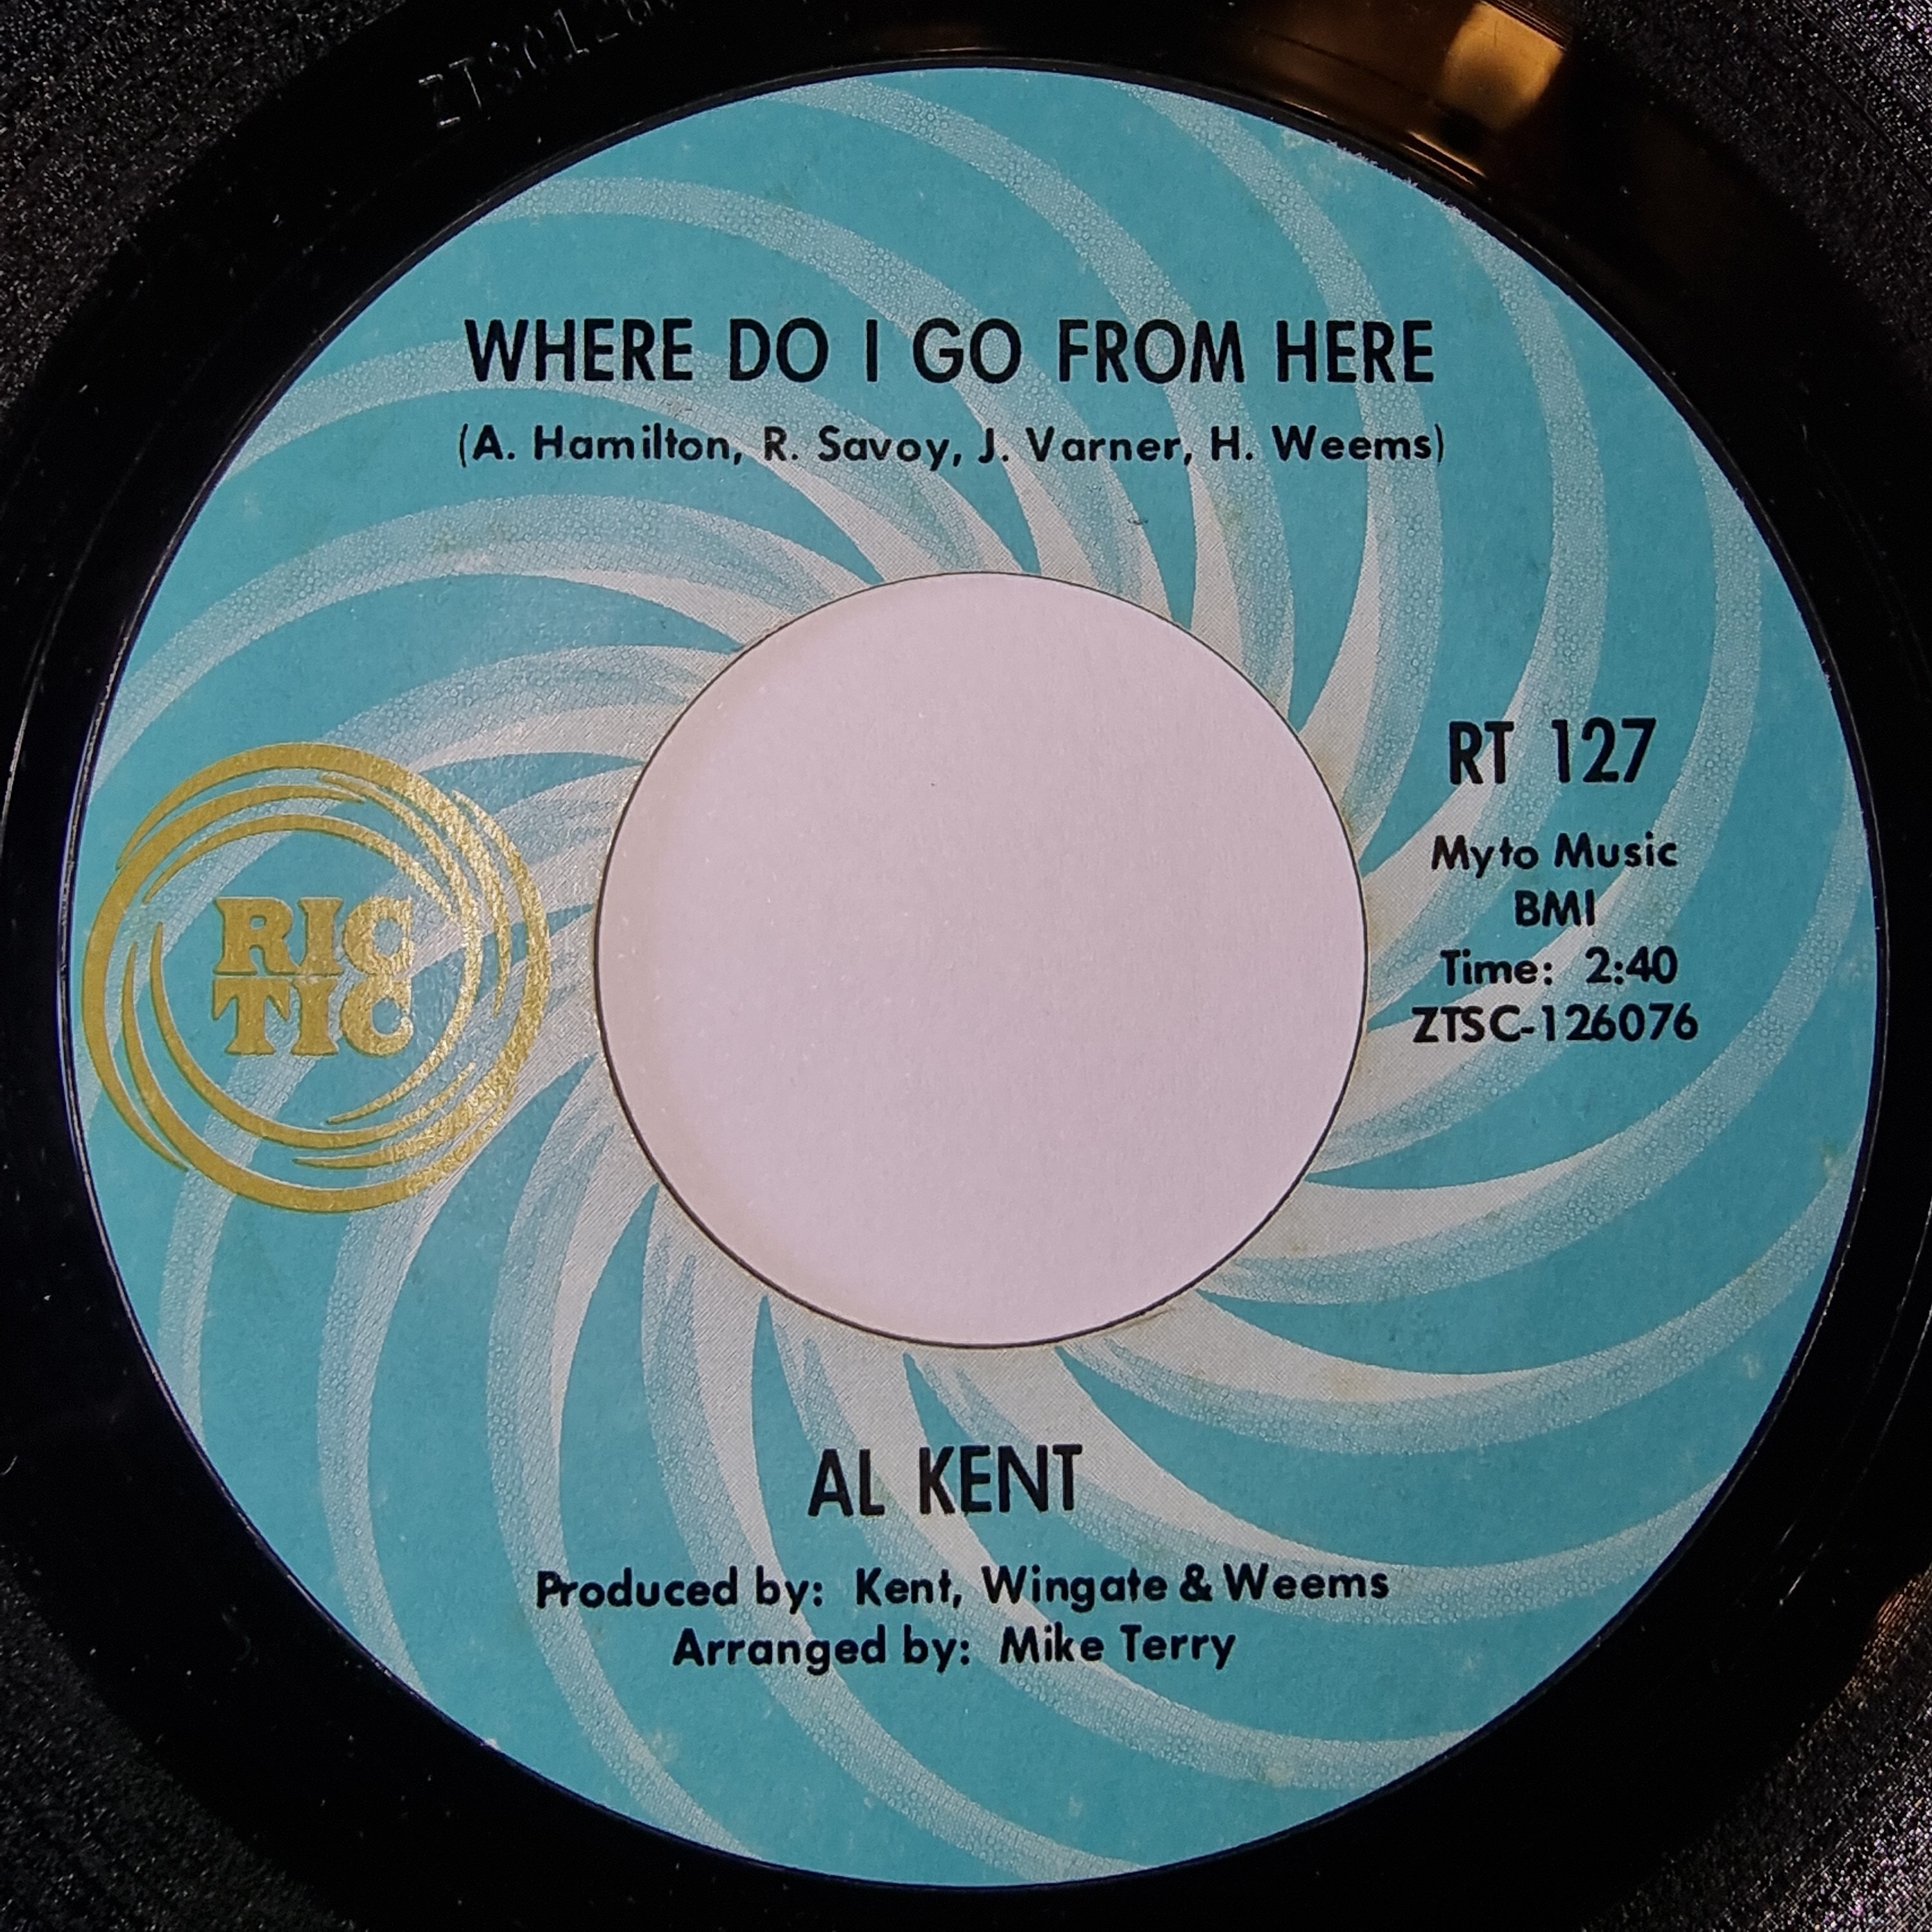 WHERE DO I GO FROM HERE
(A. Hamilton, R. Savoy, J. Varner, H. Weems)
RIC
TIC
RT 127
Myto Music
BMI
Time: 2:40
ZTSC-126076
AL KENT
Produced by: Kent, Wingate & Weems
Arranged by: Mike Terry